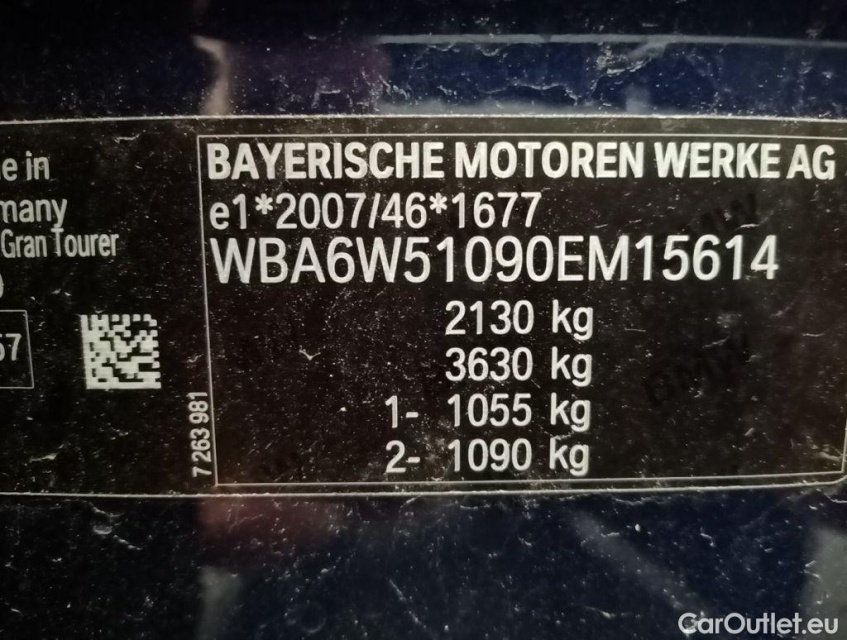 e in
many
Gran Tourer
57
BAYERISCHE MOTOREN WERKE AG
e1*2007/46*1677
WBA6W51090EM15614
2130 kg
3630 kg
1- 1055 kg
2- 1090 kg
7 263 981
CarOutlet.eu